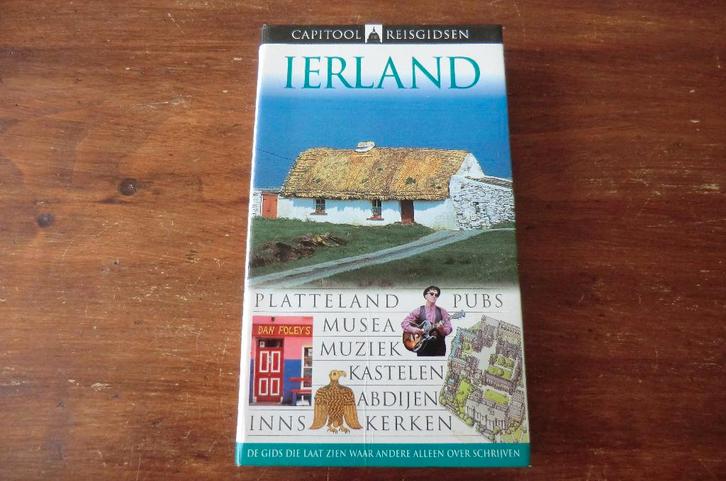 CAPITOOL REISGIDSEN
IERLAND
PLATTELAND PUBS
DAN FOLEY'S
MUSEA
MUZIEK
KASTELEN
ABDIJEN
INNS KERKEN
DE GIDS DIE LAAT ZIEN WAAR ANDERE ALLEEN OVER SCHRIJVEN